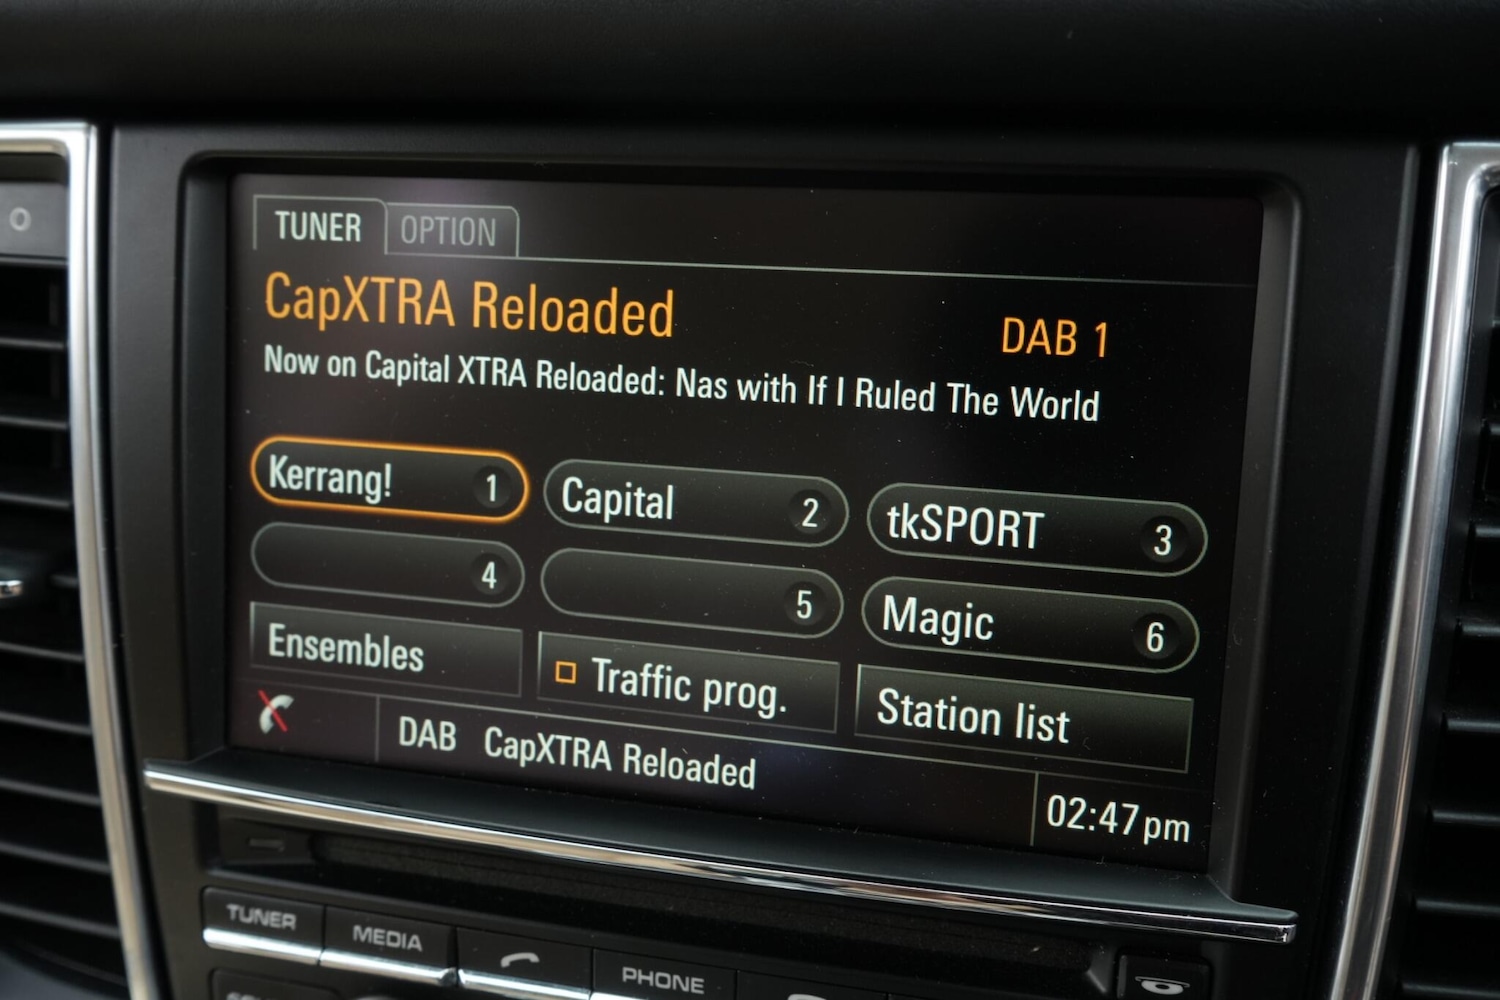 TUNER OPTION
CapXTRA Reloaded DAB 1
Now on Capital XTRA Reloaded: Nas with If I Ruled The World
Kerrang! 1 Capital 2 tkSPORT 3
4 5 Magic 6
Ensembles Traffic prog. Station list
DAB CapXTRA Reloaded 02:47pm
TUNER MEDIA PHONE